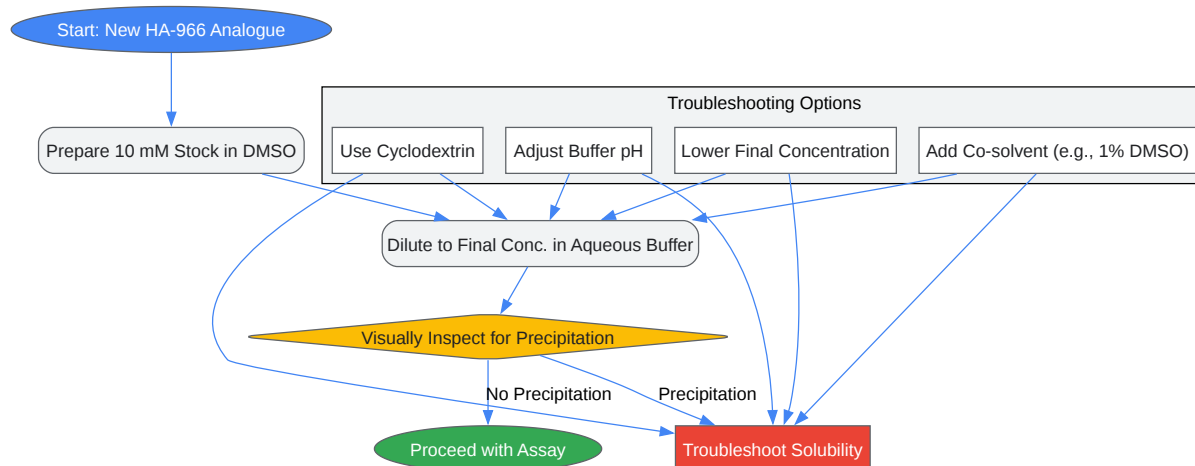 Start: New HA-966 Analogue
Troubleshooting Options
Prepare 10 mM Stock in DMSO
Use Cyclodextrin
Adjust Buffer pH
Lower Final Concentration
Add Co-solvent (e.g., 1% DMSO)
Dilute to Final Conc. in Aqueous Buffer
Visually Inspect for Precipitation
No Precipitation
Precipitation
Proceed with Assay
Troubleshoot Solubility